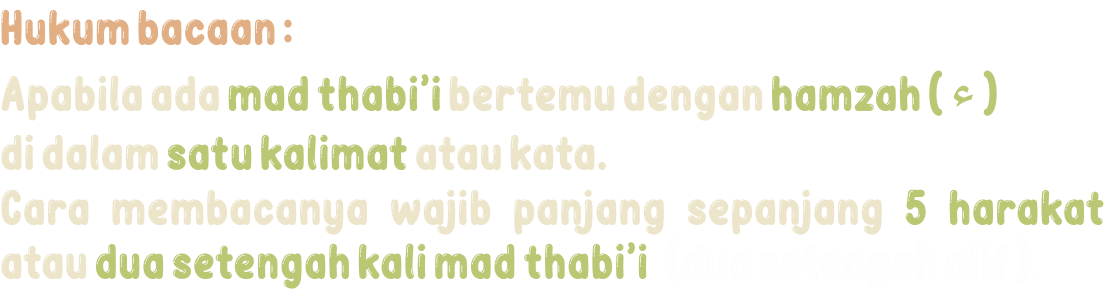 Hukum bacaan :
Apabila ada mad thabi’i bertemu dengan hamzah ( ء )
di dalam satu kalimat atau kata.
Cara membacanya wajib panjang sepanjang 5 harakat
atau dua setengah kali mad thabi’i